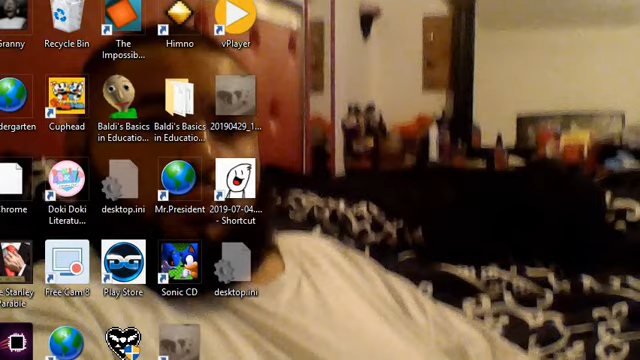 Granny
Recycle Bin
The
Impossib...
Himno
vPlayer
dergarten
Cuphead
Baldi's Basics
in Educatio...
Baldi's Basics
in Educatio...
20190429_1...
Chrome
Doki Doki
Literatu...
desktop.ini
Mr.President
2019-07-04....
- Shortcut
e Stanley
Parable
Free Cam 8
Play Store
Sonic CD
desktop.ini